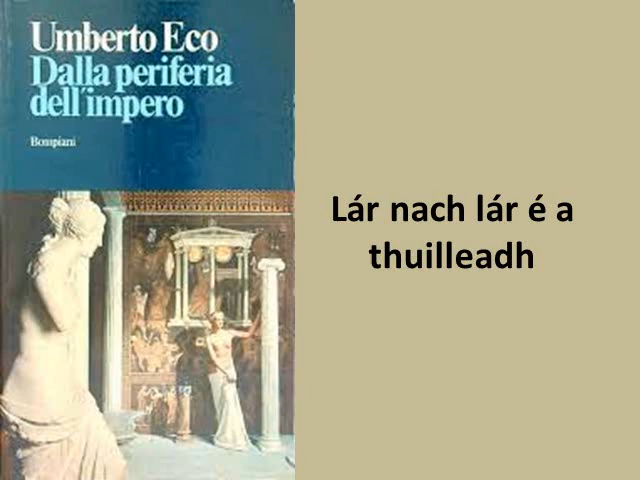 Umberto Eco
Dalla periferia
dell'impero
Bompiani
Lár nach lár é a
thuilleadh